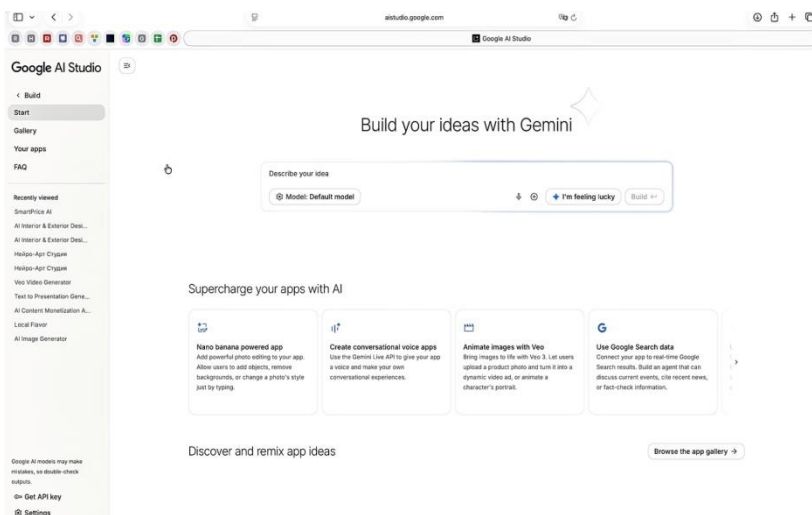 aistudio.google.com
Google AI Studio
Google AI Studio
Build
Start
Gallery
Your apps
FAQ
Recently viewed
SmartPrice AI
AI Interior & Exterior Desi...
AI Interior & Exterior Desi...
Нейро-Арт Студия
Нейро-Арт Студия
Veo Video Generator
Text to Presentation Gene...
AI Content Monetization A...
Local Flavor
AI Image Generator
Google AI models may make
mistakes, so double-check
outputs.
Get API key
Settings
Build your ideas with Gemini
Describe your idea
Model: Default model
I'm feeling lucky
Build
Supercharge your apps with AI
Nano banana powered app
Add powerful photo editing to your app.
Allow users to add objects, remove
backgrounds, or change a photo's style
just by typing.
Create conversational voice apps
Use the Gemini Live API to give your app
a voice and make your own
conversational experiences.
Animate images with Veo
Bring images to life with Veo 3. Let users
upload a product photo and turn it into a
dynamic video ad, or animate a
character's portrait.
Use Google Search data
Connect your app to real-time Google
Search results. Build an agent that can
discuss current events, cite recent news,
or fact-check information.
Discover and remix app ideas
Browse the app gallery